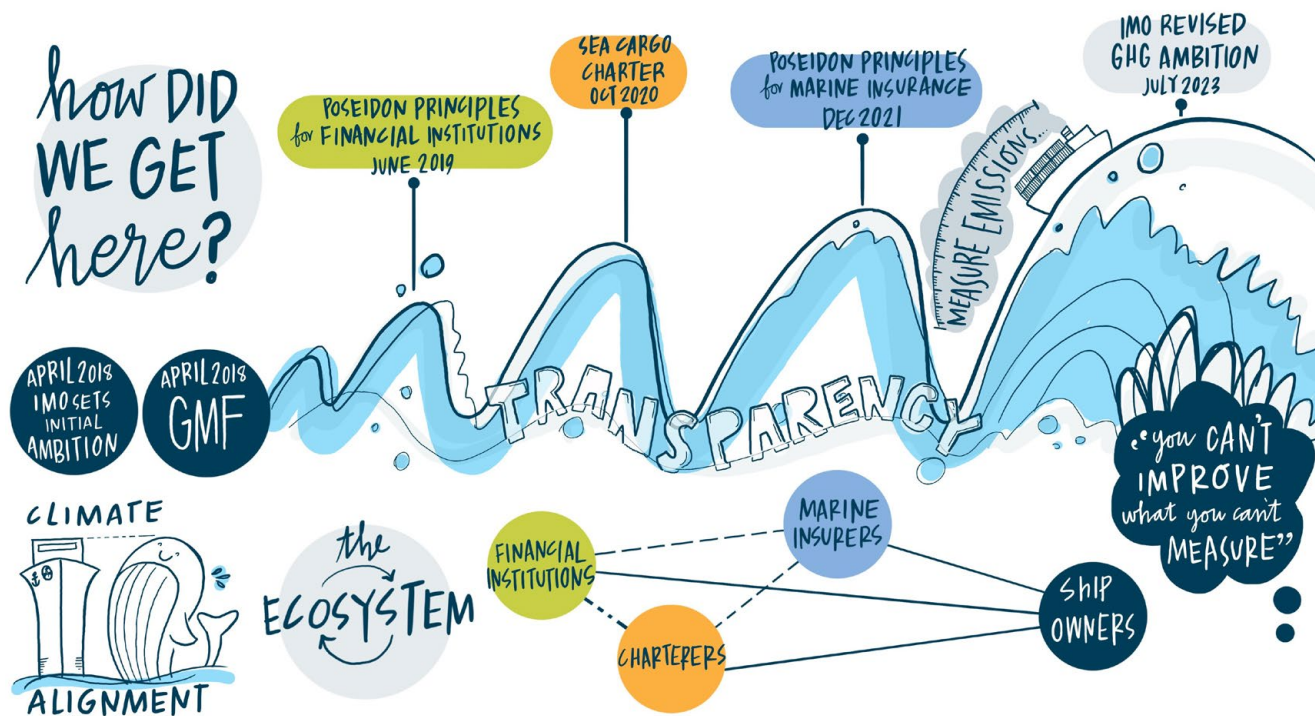 how DID
WE GET
here?
POSEIDON PRINCIPLES
for FINANCIAL INSTITUTIONS
JUNE 2019
SEA CARGO
CHARTER
OCT 2020
POSEIDON PRINCIPLES
for MARINE INSURANCE
DEC 2021
IMO REVISED
GHG AMBITION
JULY 2023
MEASURE EMISSIONS...
APRIL 2018
IMO SETS
INITIAL
AMBITION
APRIL 2018
GMF
TRANSPARENCY
"you CAN'T
IMPROVE
what you can't
MEASURE"
CLIMATE
ALIGNMENT
the
ECOSYSTEM
FINANCIAL
INSTITUTIONS
MARINE
INSURERS
CHARTERERS
SHIP
OWNERS